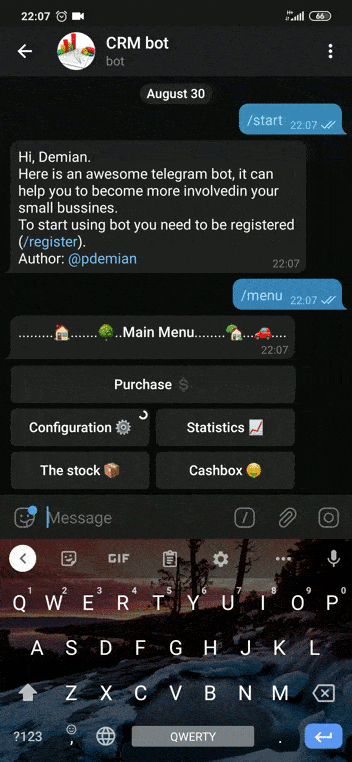 22:07
66
CRM bot
bot
August 30
/start 22:07
Hi, Demian.
Here is an awesome telegram bot, it can
help you to become more involvedin your
small bussines.
To start using bot you need to be registered
(/register).
Author: @pdemian
22:07
/menu 22:07
.........🏠.......🌳..Main Menu........🏡...🚗....
22:07
Purchase 💲
Configuration ⚙️ Statistics 📈
The stock 📦 Cashbox 🤑
Message
GIF
1 2 3 4 5 6 7 8 9 0
Q W E R T Y U I O P
A S D F G H J K L
Z X C V B N M
?123 , QWERTY .